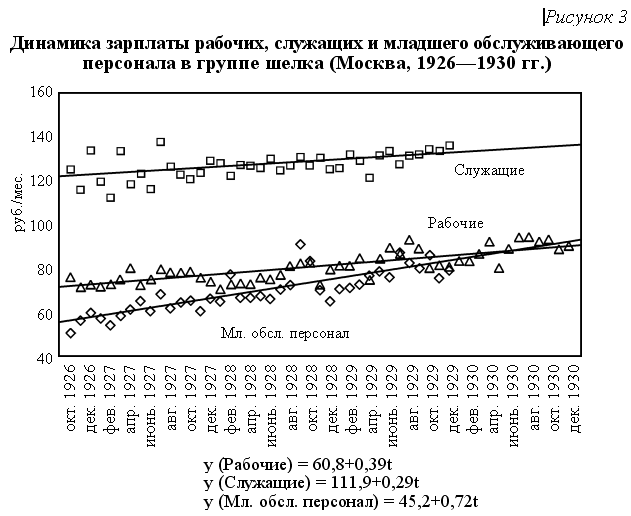 Рисунок 3
Динамика зарплаты рабочих, служащих и младшего обслуживающего
персонала в группе шелка (Москва, 1926—1930 гг.)
160
140
120
100
80
60
40
руб./мес.
Служащие
Рабочие
Мл. обсл. персонал
окт. 1926
дек. 1926
фев. 1927
апр. 1927
июнь. 1927
авг. 1927
окт. 1927
дек. 1927
фев. 1928
апр. 1928
июнь. 1928
авг. 1928
окт. 1928
дек. 1928
фев. 1929
апр. 1929
июнь. 1929
авг. 1929
окт. 1929
дек. 1929
фев. 1930
апр. 1930
июнь. 1930
авг. 1930
окт. 1930
дек. 1930
y (Рабочие) = 60,8+0,39t
y (Служащие) = 111,9+0,29t
y (Мл. обсл. персонал) = 45,2+0,72t